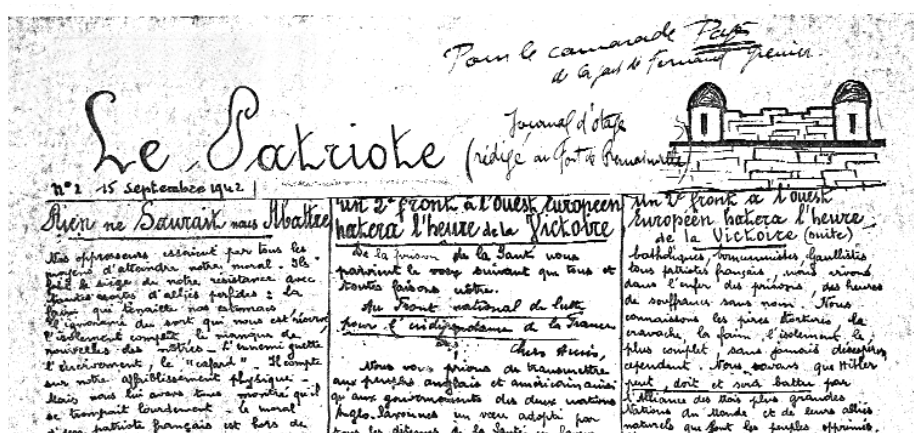 Pour le camarade
de la part de Fernand Grenier.
Le Patriote
Journal d'otage
(rédigé au fort de Romainville)
n°2 15 Septembre 1942
Rien ne Saurait nous Abattre
Nos oppresseurs essaient par tous les
moyens d'atteindre notre moral. Ils
le siège de notre résistance avec
toutes sortes d'alliés perfides : la
faim qui tenaille nos estomacs
l'ignorance du sort qui nous est réservé
l'isolement complet, le manque de
nouvelles des nôtres - L'ennemi guette
l'énervement, le "cafard" - Il compte
sur notre affaiblissement physique -
Mais nous lui avons tous montré qu'il
se trompait lourdement - le moral
patriote français est hors de
un 2e front à l'ouest Européen
hatera l'heure de la Victoire
De la prison de la Santé nous
parvient le voeu suivant que tous et
toutes faisons nôtre.
Au Front national de lutte
pour l'indépendance de la France
Chers Amis,
Nous vous prions de transmettre
aux peuples anglais et américain ainsi
qu'aux gouvernements des deux nations
Anglo-Saxonnes un voeu adopté par
tous les détenus de la Santé
un 2e front à l'ouest
Européen hatera l'heure
de la Victoire (suite)
Catholiques, communistes, Gaullistes
tous patriotes français, nous vivons
dans l'enfer des prisons, des heures
de souffrances sans nom. Nous
connaissons les pires tortures la
cravache, la faim, l'isolement le
plus complet, sans jamais désespérer
cependant. Nous savons que Hitler
peut, doit et sera battu par
l'Alliance des trois plus grandes
Nations du Monde et de leurs alliés
naturels que sont les peuples opprimés.